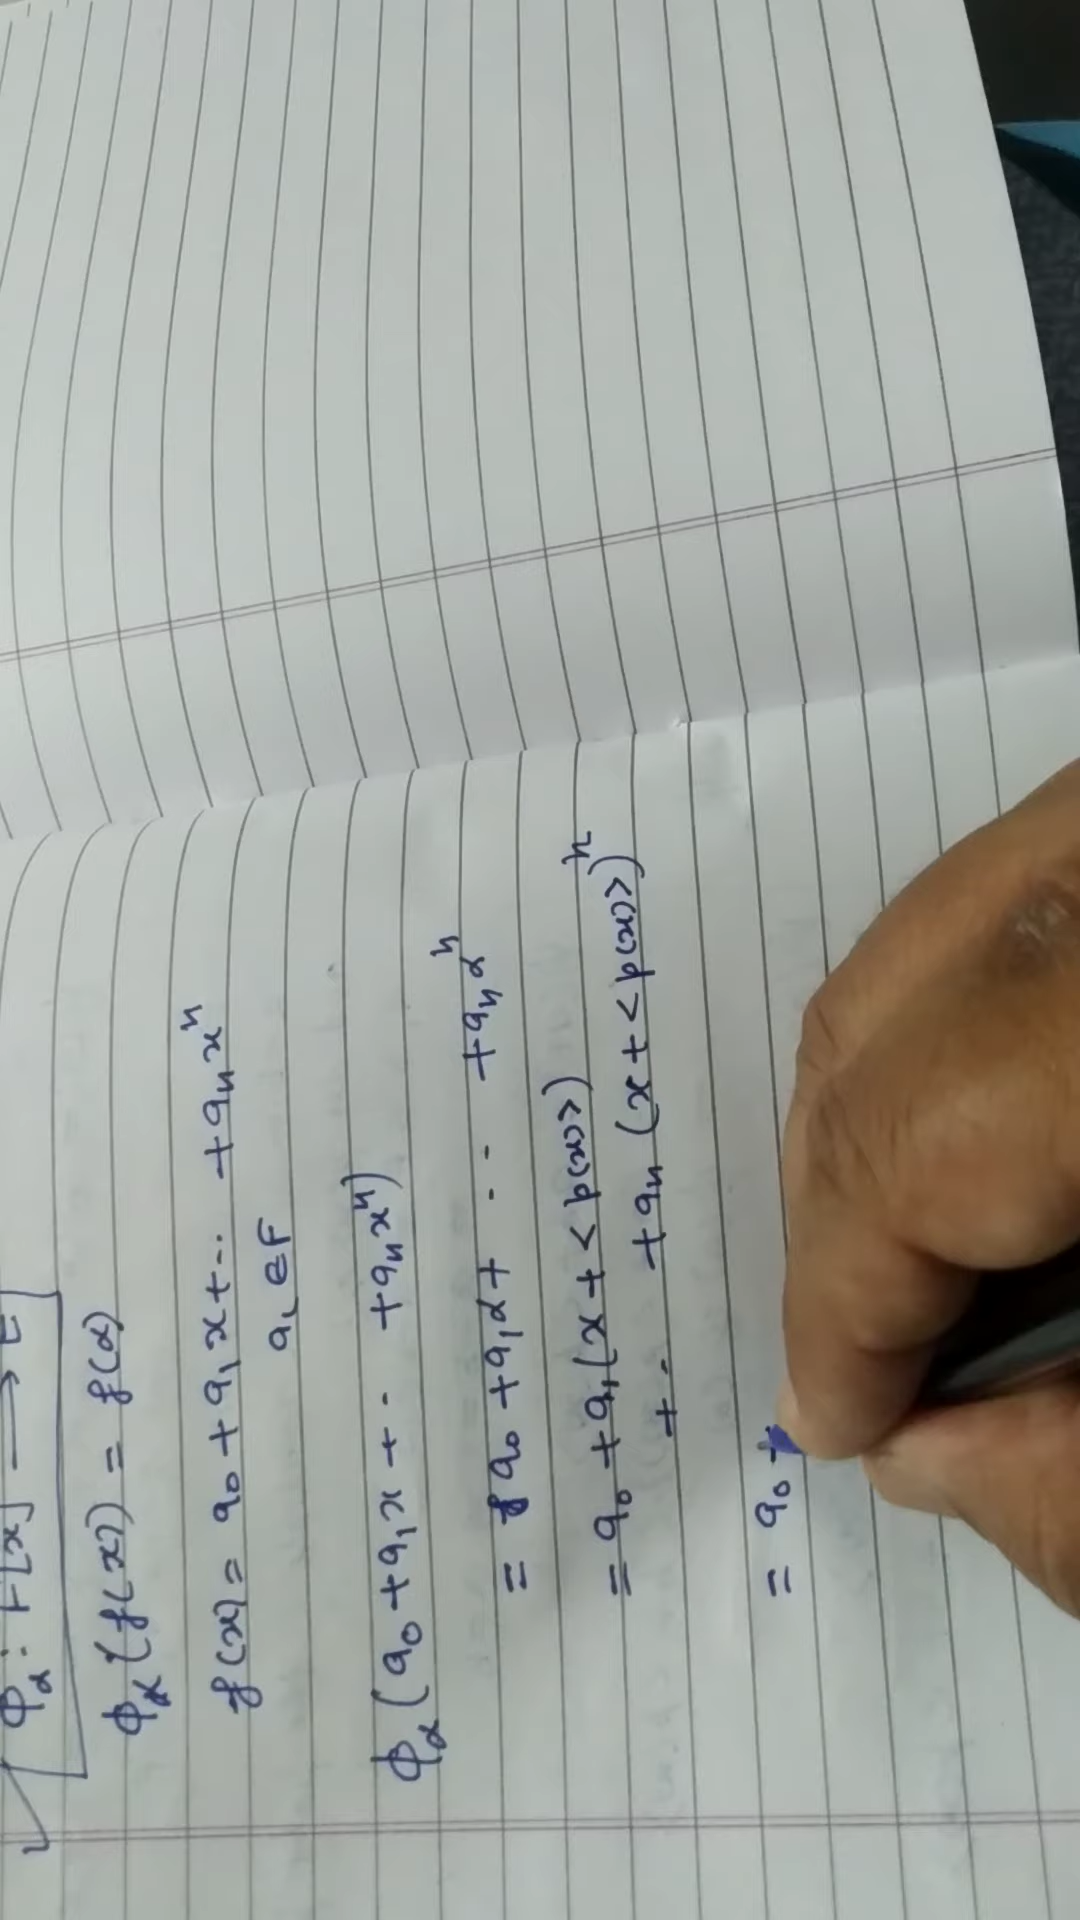 φ_α : F[x] → E
φ_α (f(x)) = f(α)
f(x) = a₀ + a₁x + .. + aₙxⁿ
aᵢ ∈ F
φ_α (a₀ + a₁x + .. + aₙxⁿ)
= a₀ + a₁α + . . - + aₙαⁿ
= a₀ + a₁(x + <p(x)>)
+ . + aₙ (x + <p(x)>)ⁿ
= a₀ +